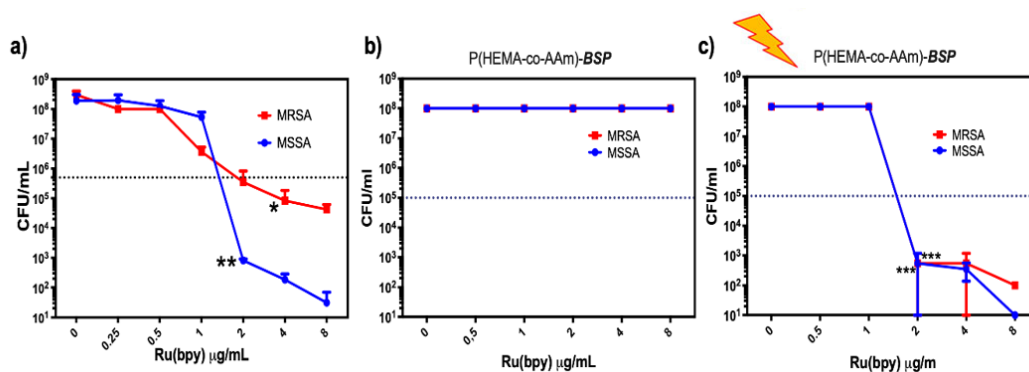 a)
10⁹
10⁸
10⁷
10⁶
10⁵
10⁴
10³
10²
10¹
CFU/mL
MRSA
MSSA
*
**
0
0.25
0.5
1
2
4
8
Ru(bpy) µg/mL
b)
P(HEMA-co-AAm)-BSP
10⁹
10⁸
10⁷
10⁶
10⁵
10⁴
10³
10²
10¹
CFU/ml
MRSA
MSSA
0
0,5
1
2
4
8
Ru(bpy) µg/mL
c)
P(HEMA-co-AAm)-BSP
10⁹
10⁸
10⁷
10⁶
10⁵
10⁴
10³
10²
10¹
CFU/ml
MRSA
MSSA
***
***
0
0,5
1
2
4
8
Ru(bpy) µg/m